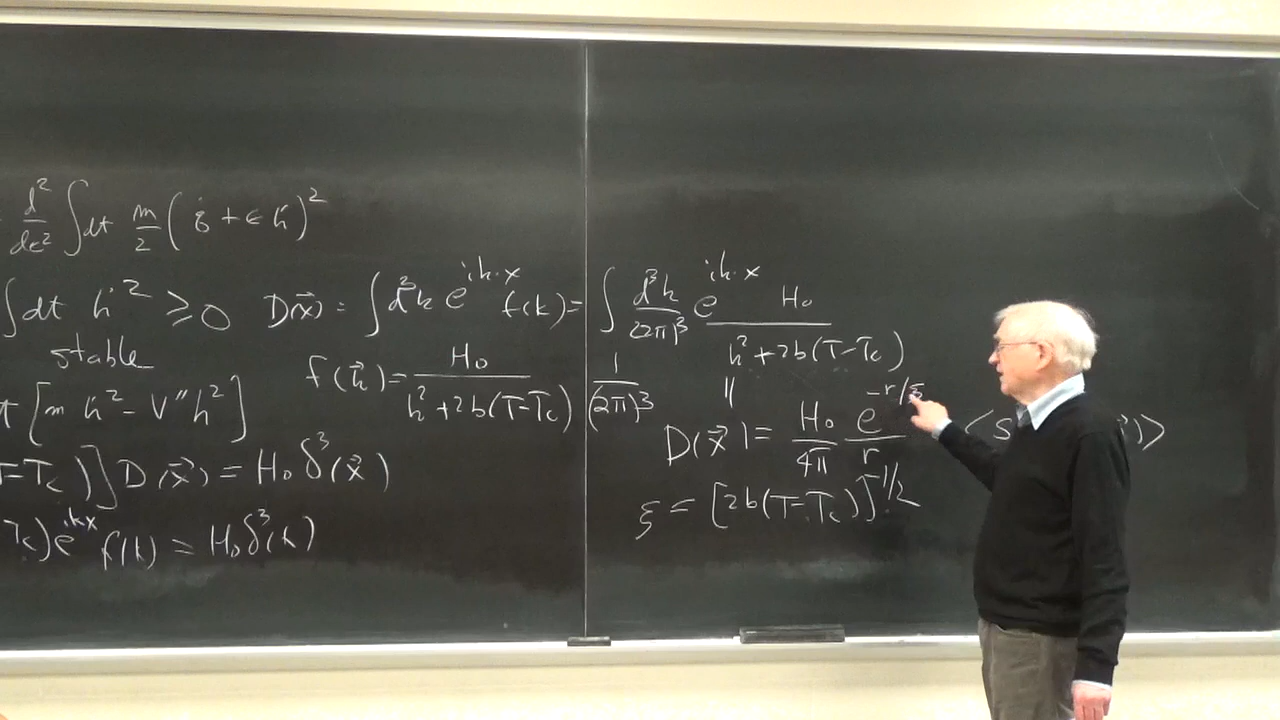 d²/dε² ∫dt m/2 (q̇ + ε ḣ)²
∫dt ḣ² ≥ 0
stable
[m ḣ² - V''h²]
-Tc)] D(x⃗) = H₀ δ³(x⃗)
Tc) e^{ikx} f(k) = H₀ δ³(k)
D(x⃗) = ∫d³k e^{ik·x} f(k) = ∫ d³k/(2π)³ e^{ik·x} H₀/(k² + 2b(T-Tc))
f(k⃗) = H₀/(k² + 2b(T-Tc)) 1/(2π)³
||
D(x⃗) = H₀/4π e^{-r/ξ}/r <s )>
ξ = [2b(T-Tc)]^{-1/2}